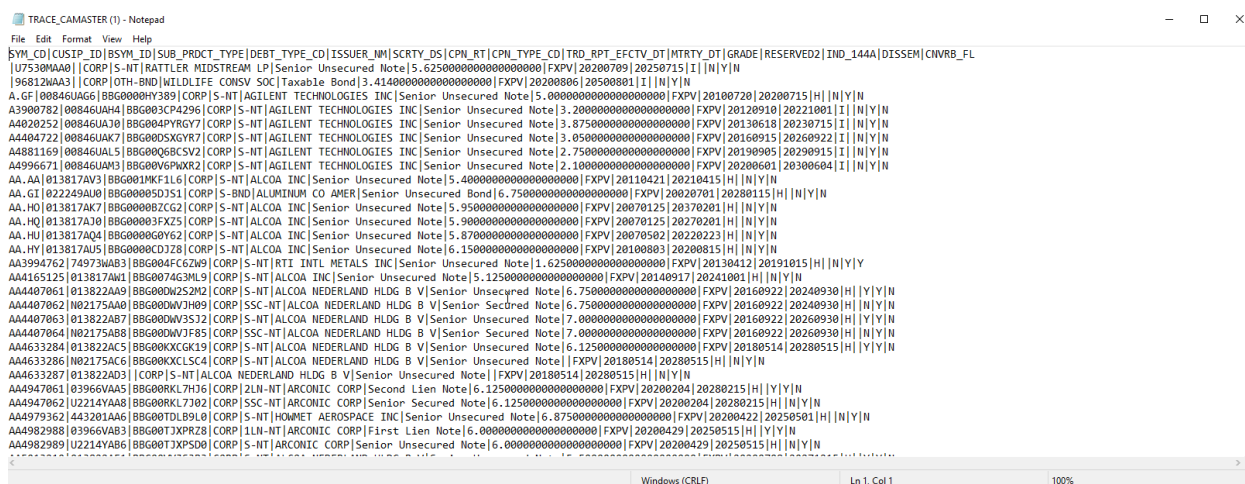 TRACE_CAMASTER (1) - Notepad
File Edit Format View Help
SYM_CD|CUSIP_ID|BSYM_ID|SUB_PRDCT_TYPE|DEBT_TYPE_CD|ISSUER_NM|SCRTY_DS|CPN_RT|CPN_TYPE_CD|TRD_RPT_EFCTV_DT|MTRTY_DT|GRADE|RESERVED2|IND_144A|DISSEM|CNVRB_FL
|U7530MAA0||CORP|S-NT|RATTLER MIDSTREAM LP|Senior Unsecured Note|5.6250000000000000000|FXPV|20200709|20250715|I||N|Y|N
|96812WAA3||CORP|OTH-BND|WILDLIFE CONSV SOC|Taxable Bond|3.4140000000000000000|FXPV|20200806|20500801|I||N|Y|N
A.GF|00846UAG6|BBG0000HY389|CORP|S-NT|AGILENT TECHNOLOGIES INC|Senior Unsecured Note|5.0000000000000000000|FXPV|20100720|20200715|H||N|Y|N
A3900782|00846UAH4|BBG003CP4296|CORP|S-NT|AGILENT TECHNOLOGIES INC|Senior Unsecured Note|3.2000000000000000000|FXPV|20120910|20221001|I||N|Y|N
A4020252|00846UAJ0|BBG004PYRGY7|CORP|S-NT|AGILENT TECHNOLOGIES INC|Senior Unsecured Note|3.8750000000000000000|FXPV|20130618|20230715|I||N|Y|N
A4404722|00846UAK7|BBG00DSXGYR7|CORP|S-NT|AGILENT TECHNOLOGIES INC|Senior Unsecured Note|3.0500000000000000000|FXPV|20160915|20260922|I||N|Y|N
A4881169|00846UAL5|BBG00Q6BCSV2|CORP|S-NT|AGILENT TECHNOLOGIES INC|Senior Unsecured Note|2.7500000000000000000|FXPV|20190905|20290915|I||N|Y|N
A4996671|00846UAM3|BBG00V6PWXR2|CORP|S-NT|AGILENT TECHNOLOGIES INC|Senior Unsecured Note|2.1000000000000000000|FXPV|20200601|20300604|I||N|Y|N
AA.AA|013817AV3|BBG001MKF1L6|CORP|S-NT|ALCOA INC|Senior Unsecured Note|5.4000000000000000000|FXPV|20110421|20210415|H||N|Y|N
AA.GI|022249AU0|BBG00005DJS1|CORP|S-BND|ALUMINUM CO AMER|Senior Unsecured Bond|6.7500000000000000000|FXPV|20020701|20280115|H||N|Y|N
AA.HO|013817AK7|BBG0000BZCG2|CORP|S-NT|ALCOA INC|Senior Unsecured Note|5.9500000000000000000|FXPV|20070125|20370201|H||N|Y|N
AA.HQ|013817AJ0|BBG00003FXZ5|CORP|S-NT|ALCOA INC|Senior Unsecured Note|5.9000000000000000000|FXPV|20070125|20270201|H||N|Y|N
AA.HU|013817AQ4|BBG0000G0Y62|CORP|S-NT|ALCOA INC|Senior Unsecured Note|5.8700000000000000000|FXPV|20070502|20220223|H||N|Y|N
AA.HY|013817AU5|BBG0000CDJZ8|CORP|S-NT|ALCOA INC|Senior Unsecured Note|6.1500000000000000000|FXPV|20100803|20200815|H||N|Y|N
AA3994762|74973WAB3|BBG004FC6ZW9|CORP|S-NT|RTI INTL METALS INC|Senior Unsecured Note|1.6250000000000000000|FXPV|20130412|20191015|H||N|Y|Y
AA4165125|013817AW1|BBG0074G3ML9|CORP|S-NT|ALCOA INC|Senior Unsecured Note|5.1250000000000000000|FXPV|20140917|20241001|H||N|Y|N
AA4407061|013822AA9|BBG00DW2S2M2|CORP|S-NT|ALCOA NEDERLAND HLDG B V|Senior Unsecured Note|6.7500000000000000000|FXPV|20160922|20240930|H||Y|Y|N
AA4407062|N02175AA0|BBG00DWVJH09|CORP|SSC-NT|ALCOA NEDERLAND HLDG B V|Senior Secured Note|6.7500000000000000000|FXPV|20160922|20240930|H||N|Y|N
AA4407063|013822AB7|BBG00DWV3SJ2|CORP|S-NT|ALCOA NEDERLAND HLDG B V|Senior Unsecured Note|7.0000000000000000000|FXPV|20160922|20260930|H||Y|Y|N
AA4407064|N02175AB8|BBG00DWVJF85|CORP|SSC-NT|ALCOA NEDERLAND HLDG B V|Senior Secured Note|7.0000000000000000000|FXPV|20160922|20260930|H||N|Y|N
AA4633284|013822AC5|BBG00KXCGK19|CORP|S-NT|ALCOA NEDERLAND HLDG B V|Senior Unsecured Note|6.1250000000000000000|FXPV|20180514|20280515|H||Y|Y|N
AA4633286|N02175AC6|BBG00KXCLSC4|CORP|S-NT|ALCOA NEDERLAND HLDG B V|Senior Unsecured Note||FXPV|20180514|20280515|H||N|Y|N
AA4633287|013822AD3||CORP|S-NT|ALCOA NEDERLAND HLDG B V|Senior Unsecured Note||FXPV|20180514|20280515|H||N|Y|N
AA4947061|03966VAA5|BBG00RKL7HJ6|CORP|2LN-NT|ARCONIC CORP|Second Lien Note|6.1250000000000000000|FXPV|20200204|20280215|H||Y|Y|N
AA4947062|U2214YAA8|BBG00RKL7J02|CORP|SSC-NT|ARCONIC CORP|Senior Secured Note|6.1250000000000000000|FXPV|20200204|20280215|H||N|Y|N
AA4979362|443201AA6|BBG00TDLB9L0|CORP|S-NT|HOWMET AEROSPACE INC|Senior Unsecured Note|6.8750000000000000000|FXPV|20200422|20250501|H||N|Y|N
AA4982988|03966VAB3|BBG00TJXPRZ8|CORP|1LN-NT|ARCONIC CORP|First Lien Note|6.0000000000000000000|FXPV|20200429|20250515|H||Y|Y|N
AA4982989|U2214YAB6|BBG00TJXPSD0|CORP|S-NT|ARCONIC CORP|Senior Unsecured Note|6.0000000000000000000|FXPV|20200429|20250515|H||N|Y|N
Windows (CRLF) Ln 1, Col 1 100%